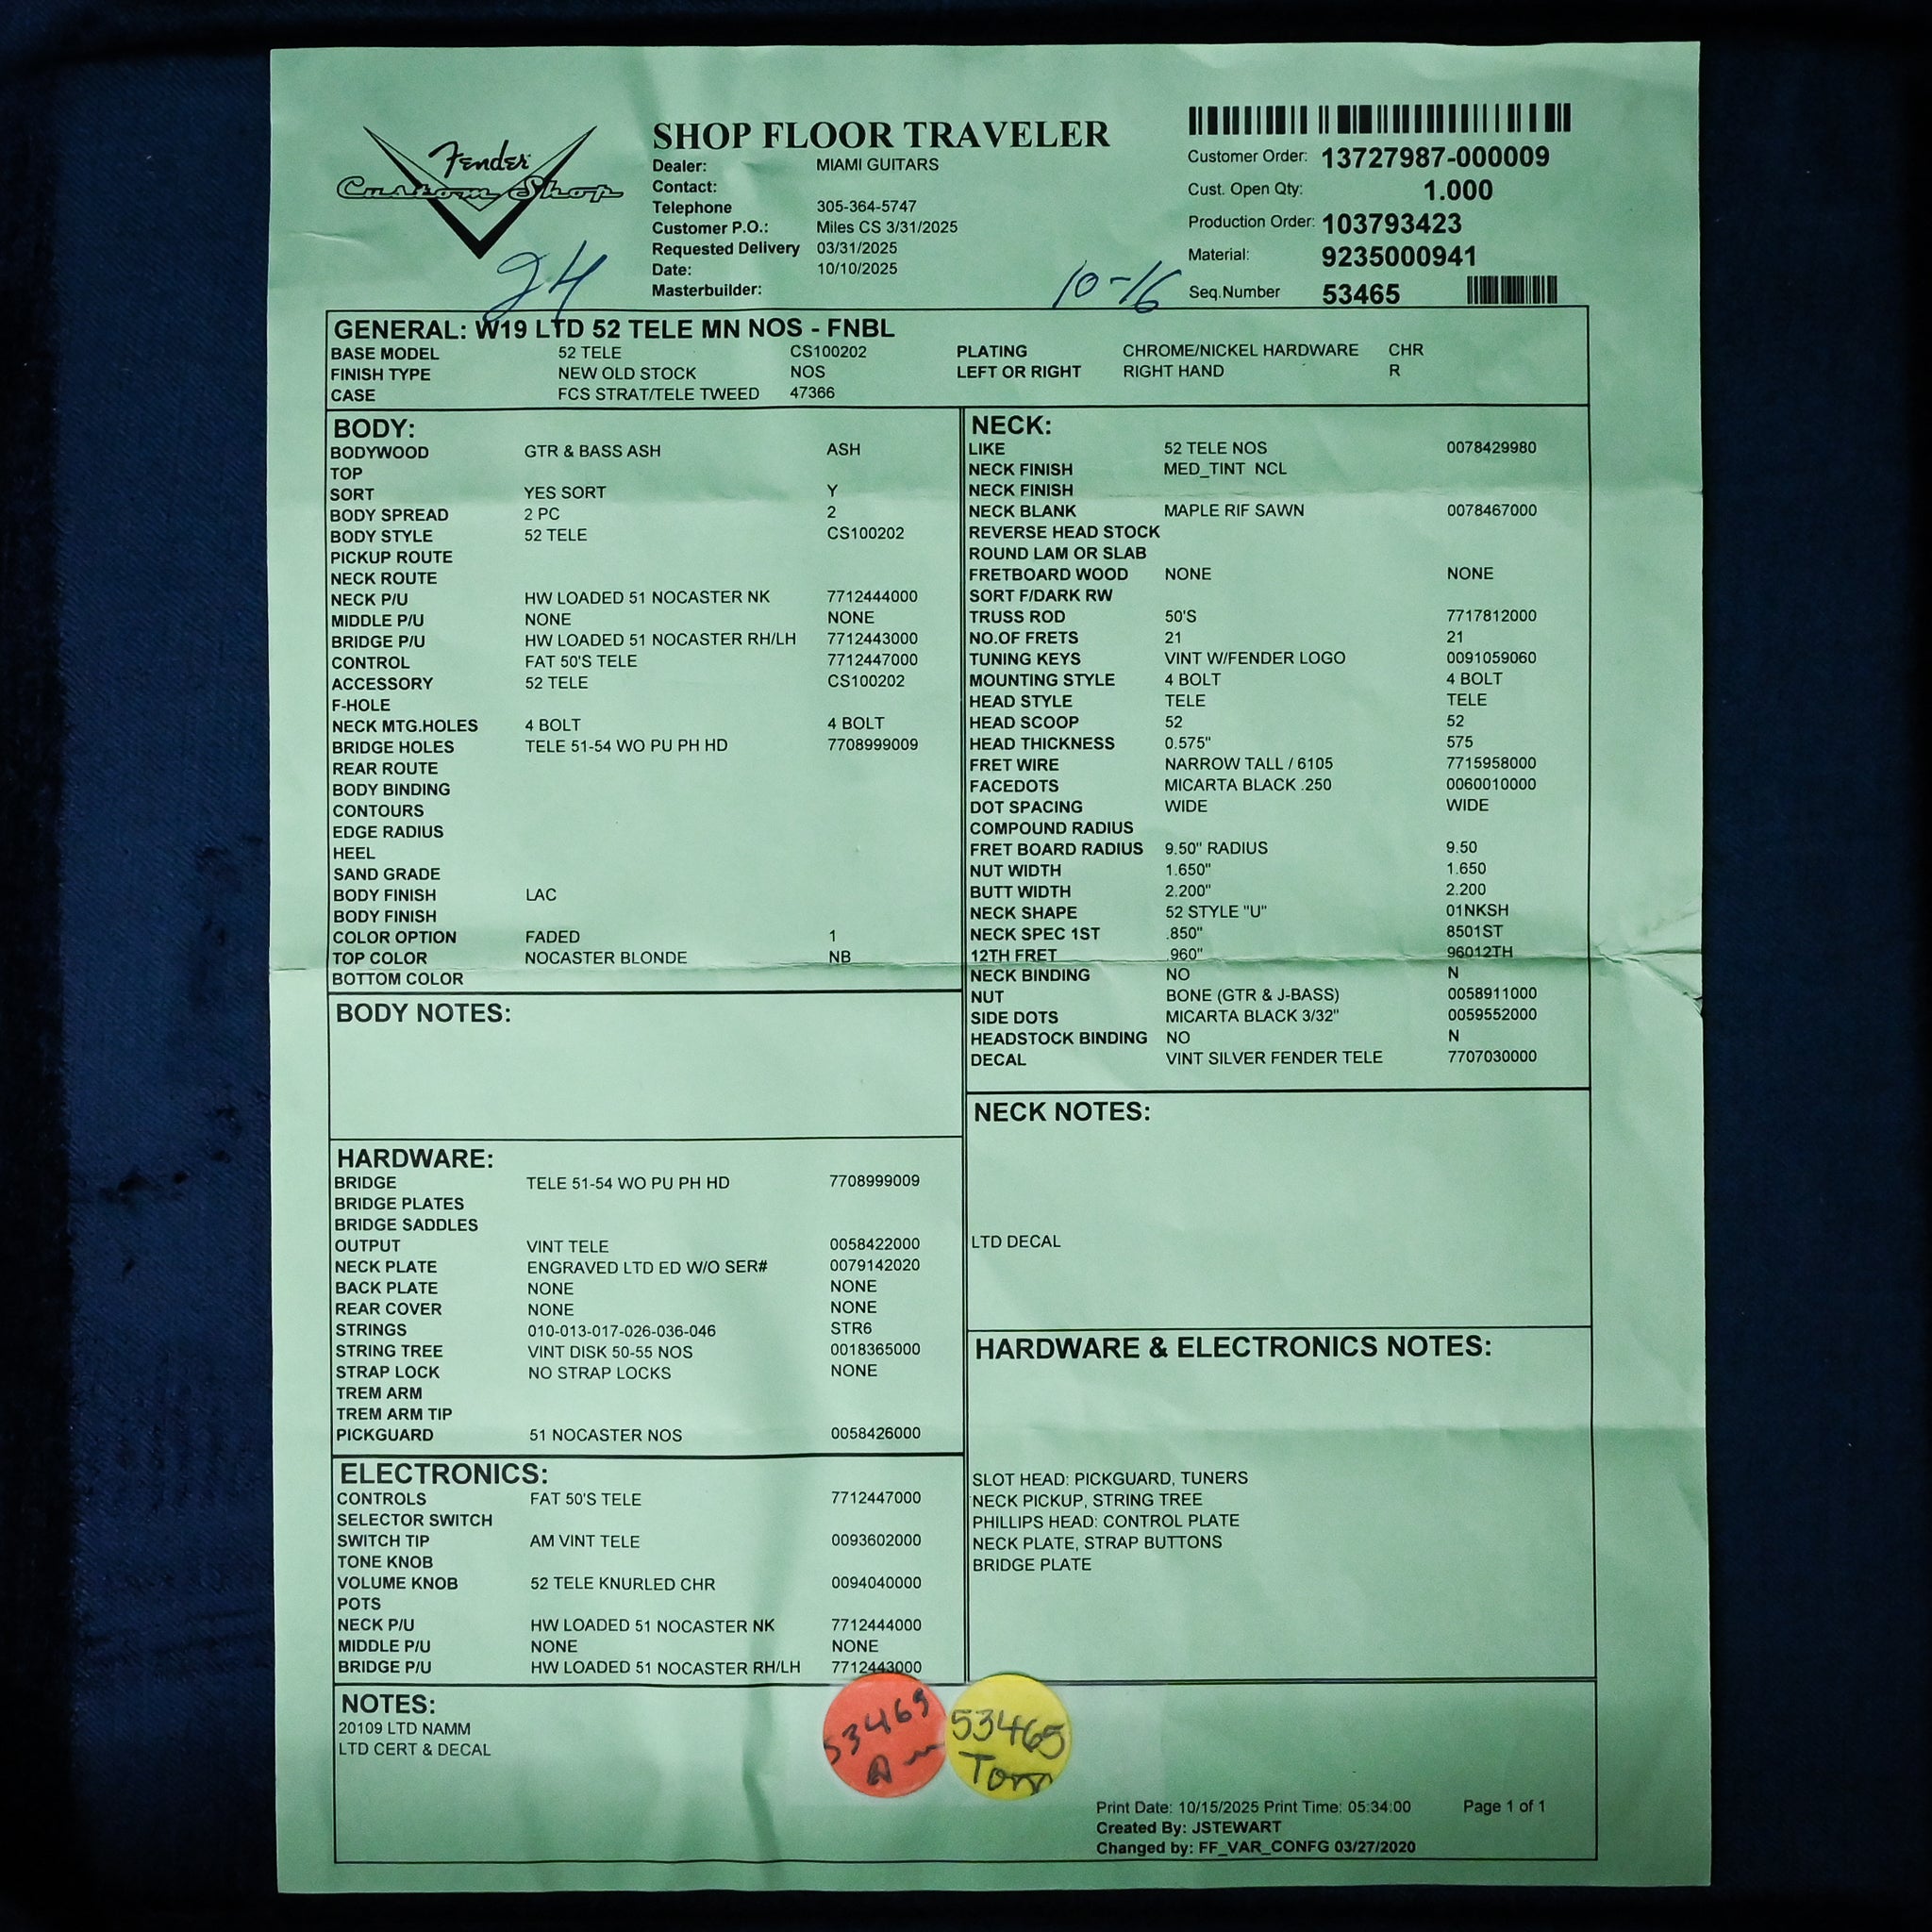 Fender
Custom Shop
SHOP FLOOR TRAVELER
Dealer: MIAMI GUITARS
Contact:
Telephone 305-364-5747
Customer P.O.: Miles CS 3/31/2025
Requested Delivery 03/31/2025
Date: 10/10/2025
Masterbuilder:
Customer Order: 13727987-000009
Cust. Open Qty: 1.000
Production Order: 103793423
Material: 9235000941
Seq.Number 53465
24
10-16
GENERAL: W19 LTD 52 TELE MN NOS - FNBL
BASE MODEL 52 TELE CS100202 PLATING CHROME/NICKEL HARDWARE CHR
FINISH TYPE NEW OLD STOCK NOS LEFT OR RIGHT RIGHT HAND R
CASE FCS STRAT/TELE TWEED 47366
BODY:
BODYWOOD GTR & BASS ASH ASH
TOP
SORT YES SORT Y
BODY SPREAD 2 PC 2
BODY STYLE 52 TELE CS100202
PICKUP ROUTE
NECK ROUTE
NECK P/U HW LOADED 51 NOCASTER NK 7712444000
MIDDLE P/U NONE NONE
BRIDGE P/U HW LOADED 51 NOCASTER RH/LH 7712443000
CONTROL FAT 50'S TELE 7712447000
ACCESSORY 52 TELE CS100202
F-HOLE
NECK MTG.HOLES 4 BOLT 4 BOLT
BRIDGE HOLES TELE 51-54 WO PU PH HD 7708999009
REAR ROUTE
BODY BINDING
CONTOURS
EDGE RADIUS
HEEL
SAND GRADE
BODY FINISH LAC
BODY FINISH
COLOR OPTION FADED 1
TOP COLOR NOCASTER BLONDE NB
BOTTOM COLOR
BODY NOTES:
HARDWARE:
BRIDGE TELE 51-54 WO PU PH HD 7708999009
BRIDGE PLATES
BRIDGE SADDLES
OUTPUT VINT TELE 0058422000
NECK PLATE ENGRAVED LTD ED W/O SER# 0079142020
BACK PLATE NONE NONE
REAR COVER NONE NONE
STRINGS 010-013-017-026-036-046 STR6
STRING TREE VINT DISK 50-55 NOS 0018365000
STRAP LOCK NO STRAP LOCKS NONE
TREM ARM
TREM ARM TIP
PICKGUARD 51 NOCASTER NOS 0058426000
ELECTRONICS:
CONTROLS FAT 50'S TELE 7712447000
SELECTOR SWITCH
SWITCH TIP AM VINT TELE 0093602000
TONE KNOB
VOLUME KNOB 52 TELE KNURLED CHR 0094040000
POTS
NECK P/U HW LOADED 51 NOCASTER NK 7712444000
MIDDLE P/U NONE NONE
BRIDGE P/U HW LOADED 51 NOCASTER RH/LH 7712443000
NECK:
LIKE 52 TELE NOS 0078429980
NECK FINISH MED_TINT NCL
NECK FINISH
NECK BLANK MAPLE RIF SAWN 0078467000
REVERSE HEAD STOCK
ROUND LAM OR SLAB
FRETBOARD WOOD NONE NONE
SORT F/DARK RW
TRUSS ROD 50'S 7717812000
NO.OF FRETS 21 21
TUNING KEYS VINT W/FENDER LOGO 0091059060
MOUNTING STYLE 4 BOLT 4 BOLT
HEAD STYLE TELE TELE
HEAD SCOOP 52 52
HEAD THICKNESS 0.575" 575
FRET WIRE NARROW TALL / 6105 7715958000
FACEDOTS MICARTA BLACK .250 0060010000
DOT SPACING WIDE WIDE
COMPOUND RADIUS
FRET BOARD RADIUS 9.50" RADIUS 9.50
NUT WIDTH 1.650" 1.650
BUTT WIDTH 2.200" 2.200
NECK SHAPE 52 STYLE "U" 01NKSH
NECK SPEC 1ST .850" 8501ST
12TH FRET .960" 96012TH
NECK BINDING NO N
NUT BONE (GTR & J-BASS) 0058911000
SIDE DOTS MICARTA BLACK 3/32" 0059552000
HEADSTOCK BINDING NO N
DECAL VINT SILVER FENDER TELE 7707030000
NECK NOTES:
LTD DECAL
HARDWARE & ELECTRONICS NOTES:
SLOT HEAD: PICKGUARD, TUNERS
NECK PICKUP, STRING TREE
PHILLIPS HEAD: CONTROL PLATE
NECK PLATE, STRAP BUTTONS
BRIDGE PLATE
NOTES:
20109 LTD NAMM
LTD CERT & DECAL
53465
53465
Tom
Print Date: 10/15/2025 Print Time: 05:34:00 Page 1 of 1
Created By: JSTEWART
Changed by: FF_VAR_CONFG 03/27/2020